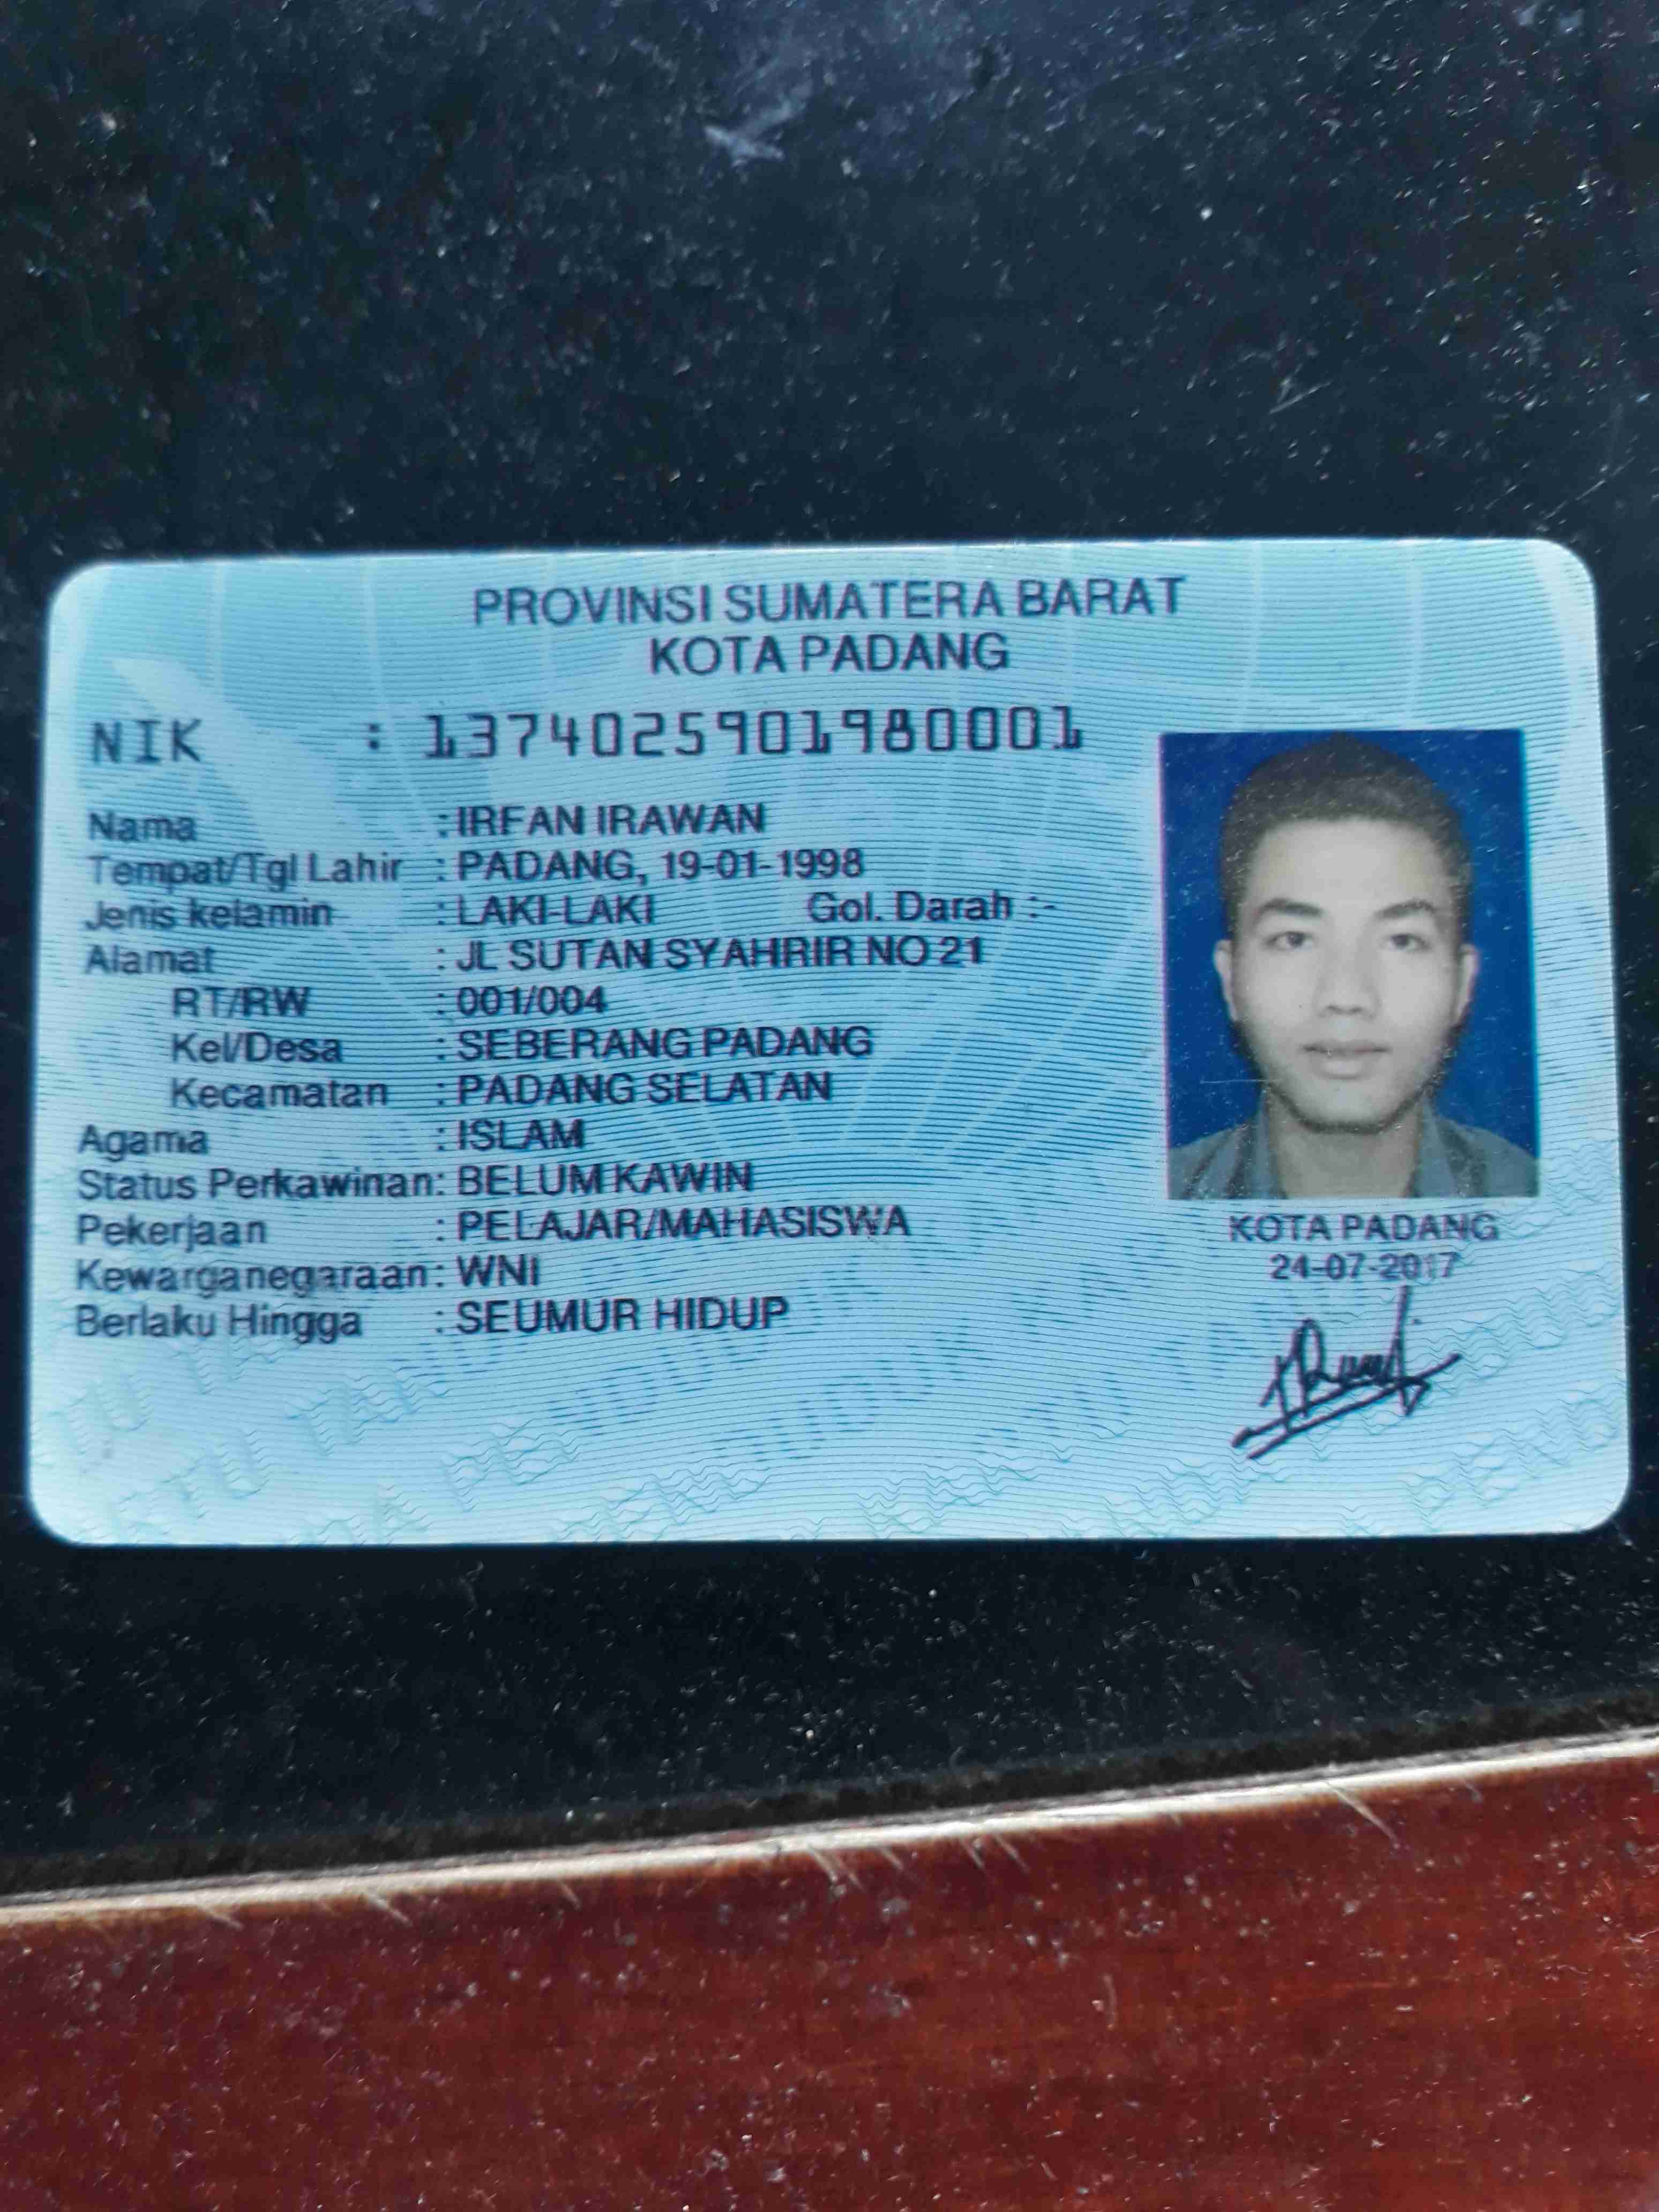 PROVINSI SUMATERA BARAT
KOTA PADANG
NIK : 1374025901980001
Nama : IRFAN IRAWAN
Tempat/Tgl Lahir : PADANG, 19-01-1998
Jenis kelamin : LAKI-LAKI Gol. Darah :-
Alamat : JL SUTAN SYAHRIR NO 21
RT/RW : 001/004
Kel/Desa : SEBERANG PADANG
Kecamatan : PADANG SELATAN
Agama : ISLAM
Status Perkawinan: BELUM KAWIN
Pekerjaan : PELAJAR/MAHASISWA
Kewarganegaraan: WNI
Berlaku Hingga : SEUMUR HIDUP
KOTA PADANG
24-07-2017